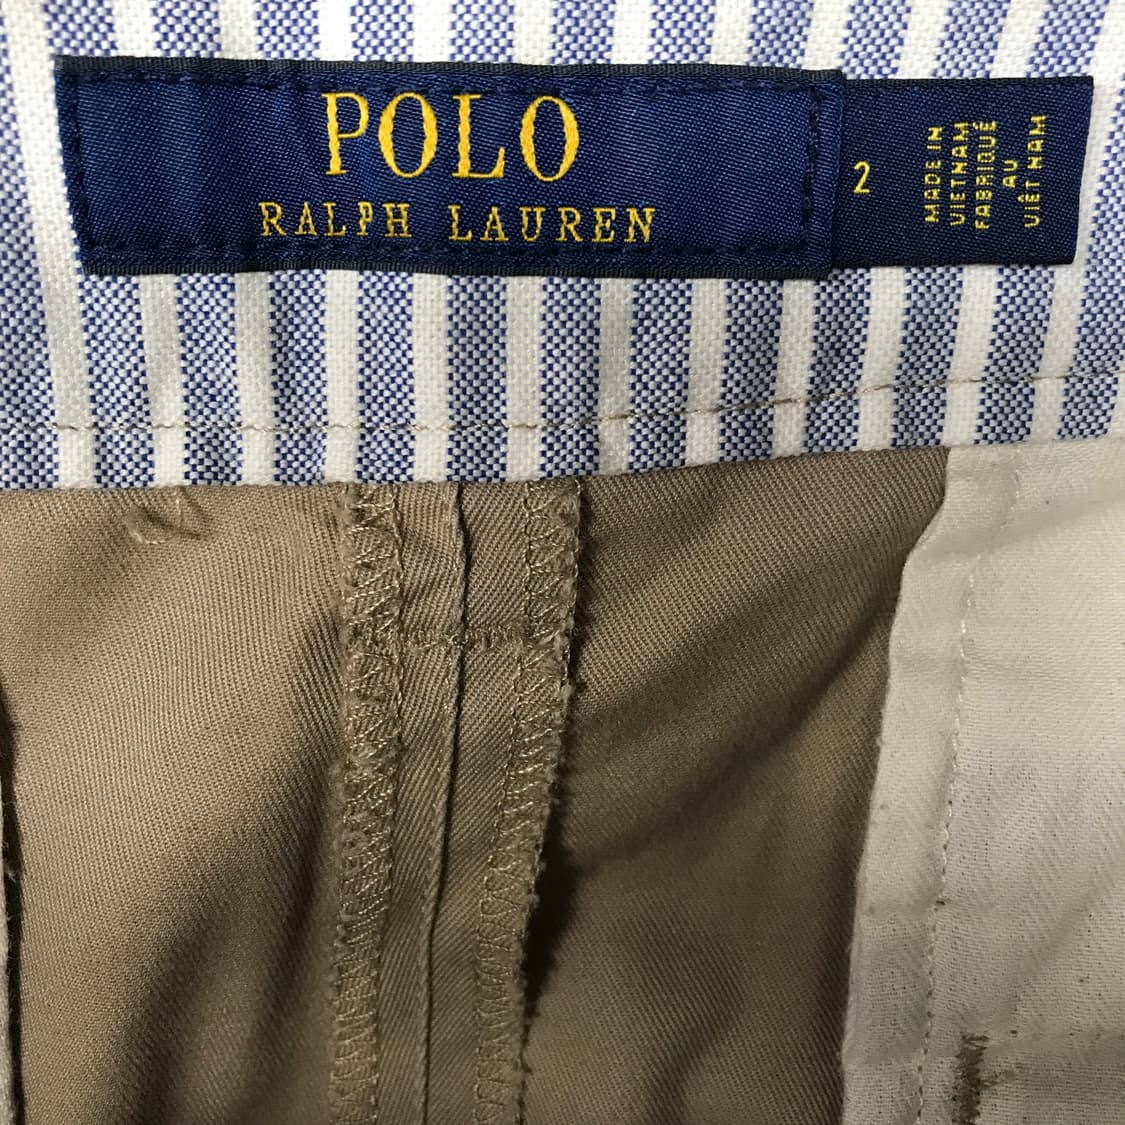 POLO
RALPH LAUREN
2
MADE IN
VIETNAM
FABRIQUÉ
AU
VIÊT NAM